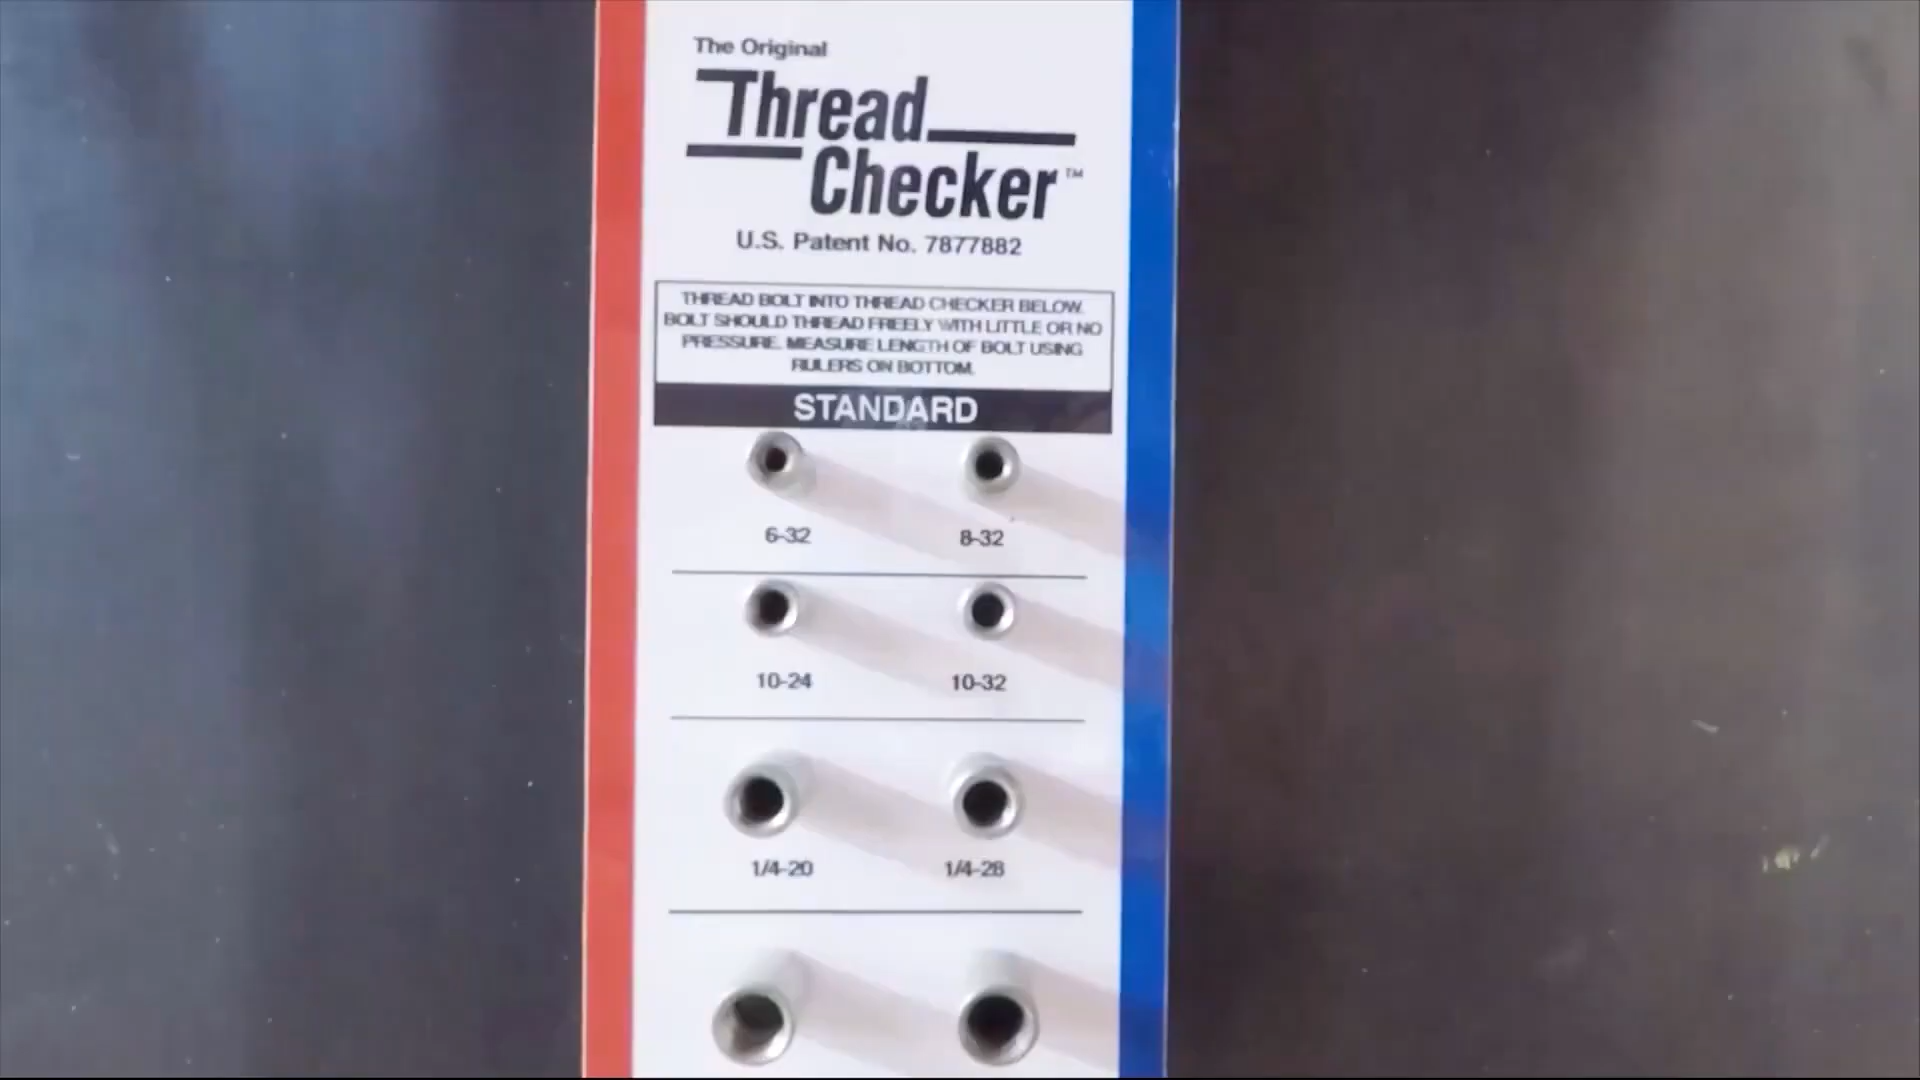 The Original
Thread
Checker™
U.S. Patent No. 7877882
THREAD BOLT INTO THREAD CHECKER BELOW.
BOLT SHOULD THREAD FREELY WITH LITTLE OR NO
PRESSURE. MEASURE LENGTH OF BOLT USING
RULERS ON BOTTOM.
STANDARD
6-32 8-32
10-24 10-32
1/4-20 1/4-28